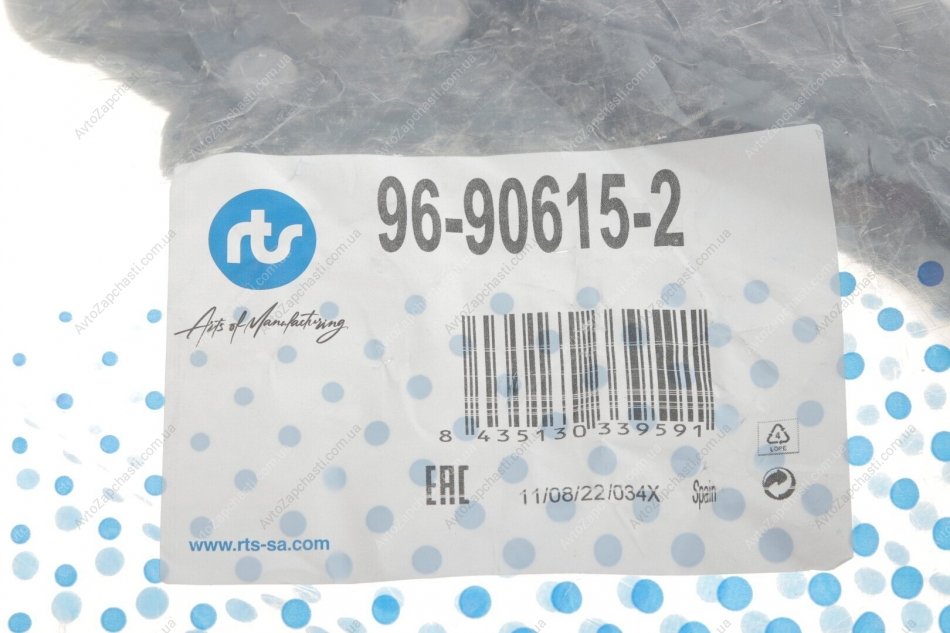 rts
96-90615-2
Arts of Manufacturing
8 435130 339591
4
LDPE
EAC
11/08/22/034X
Spain
www.rts-sa.com
AvtoZapchasti.com.ua